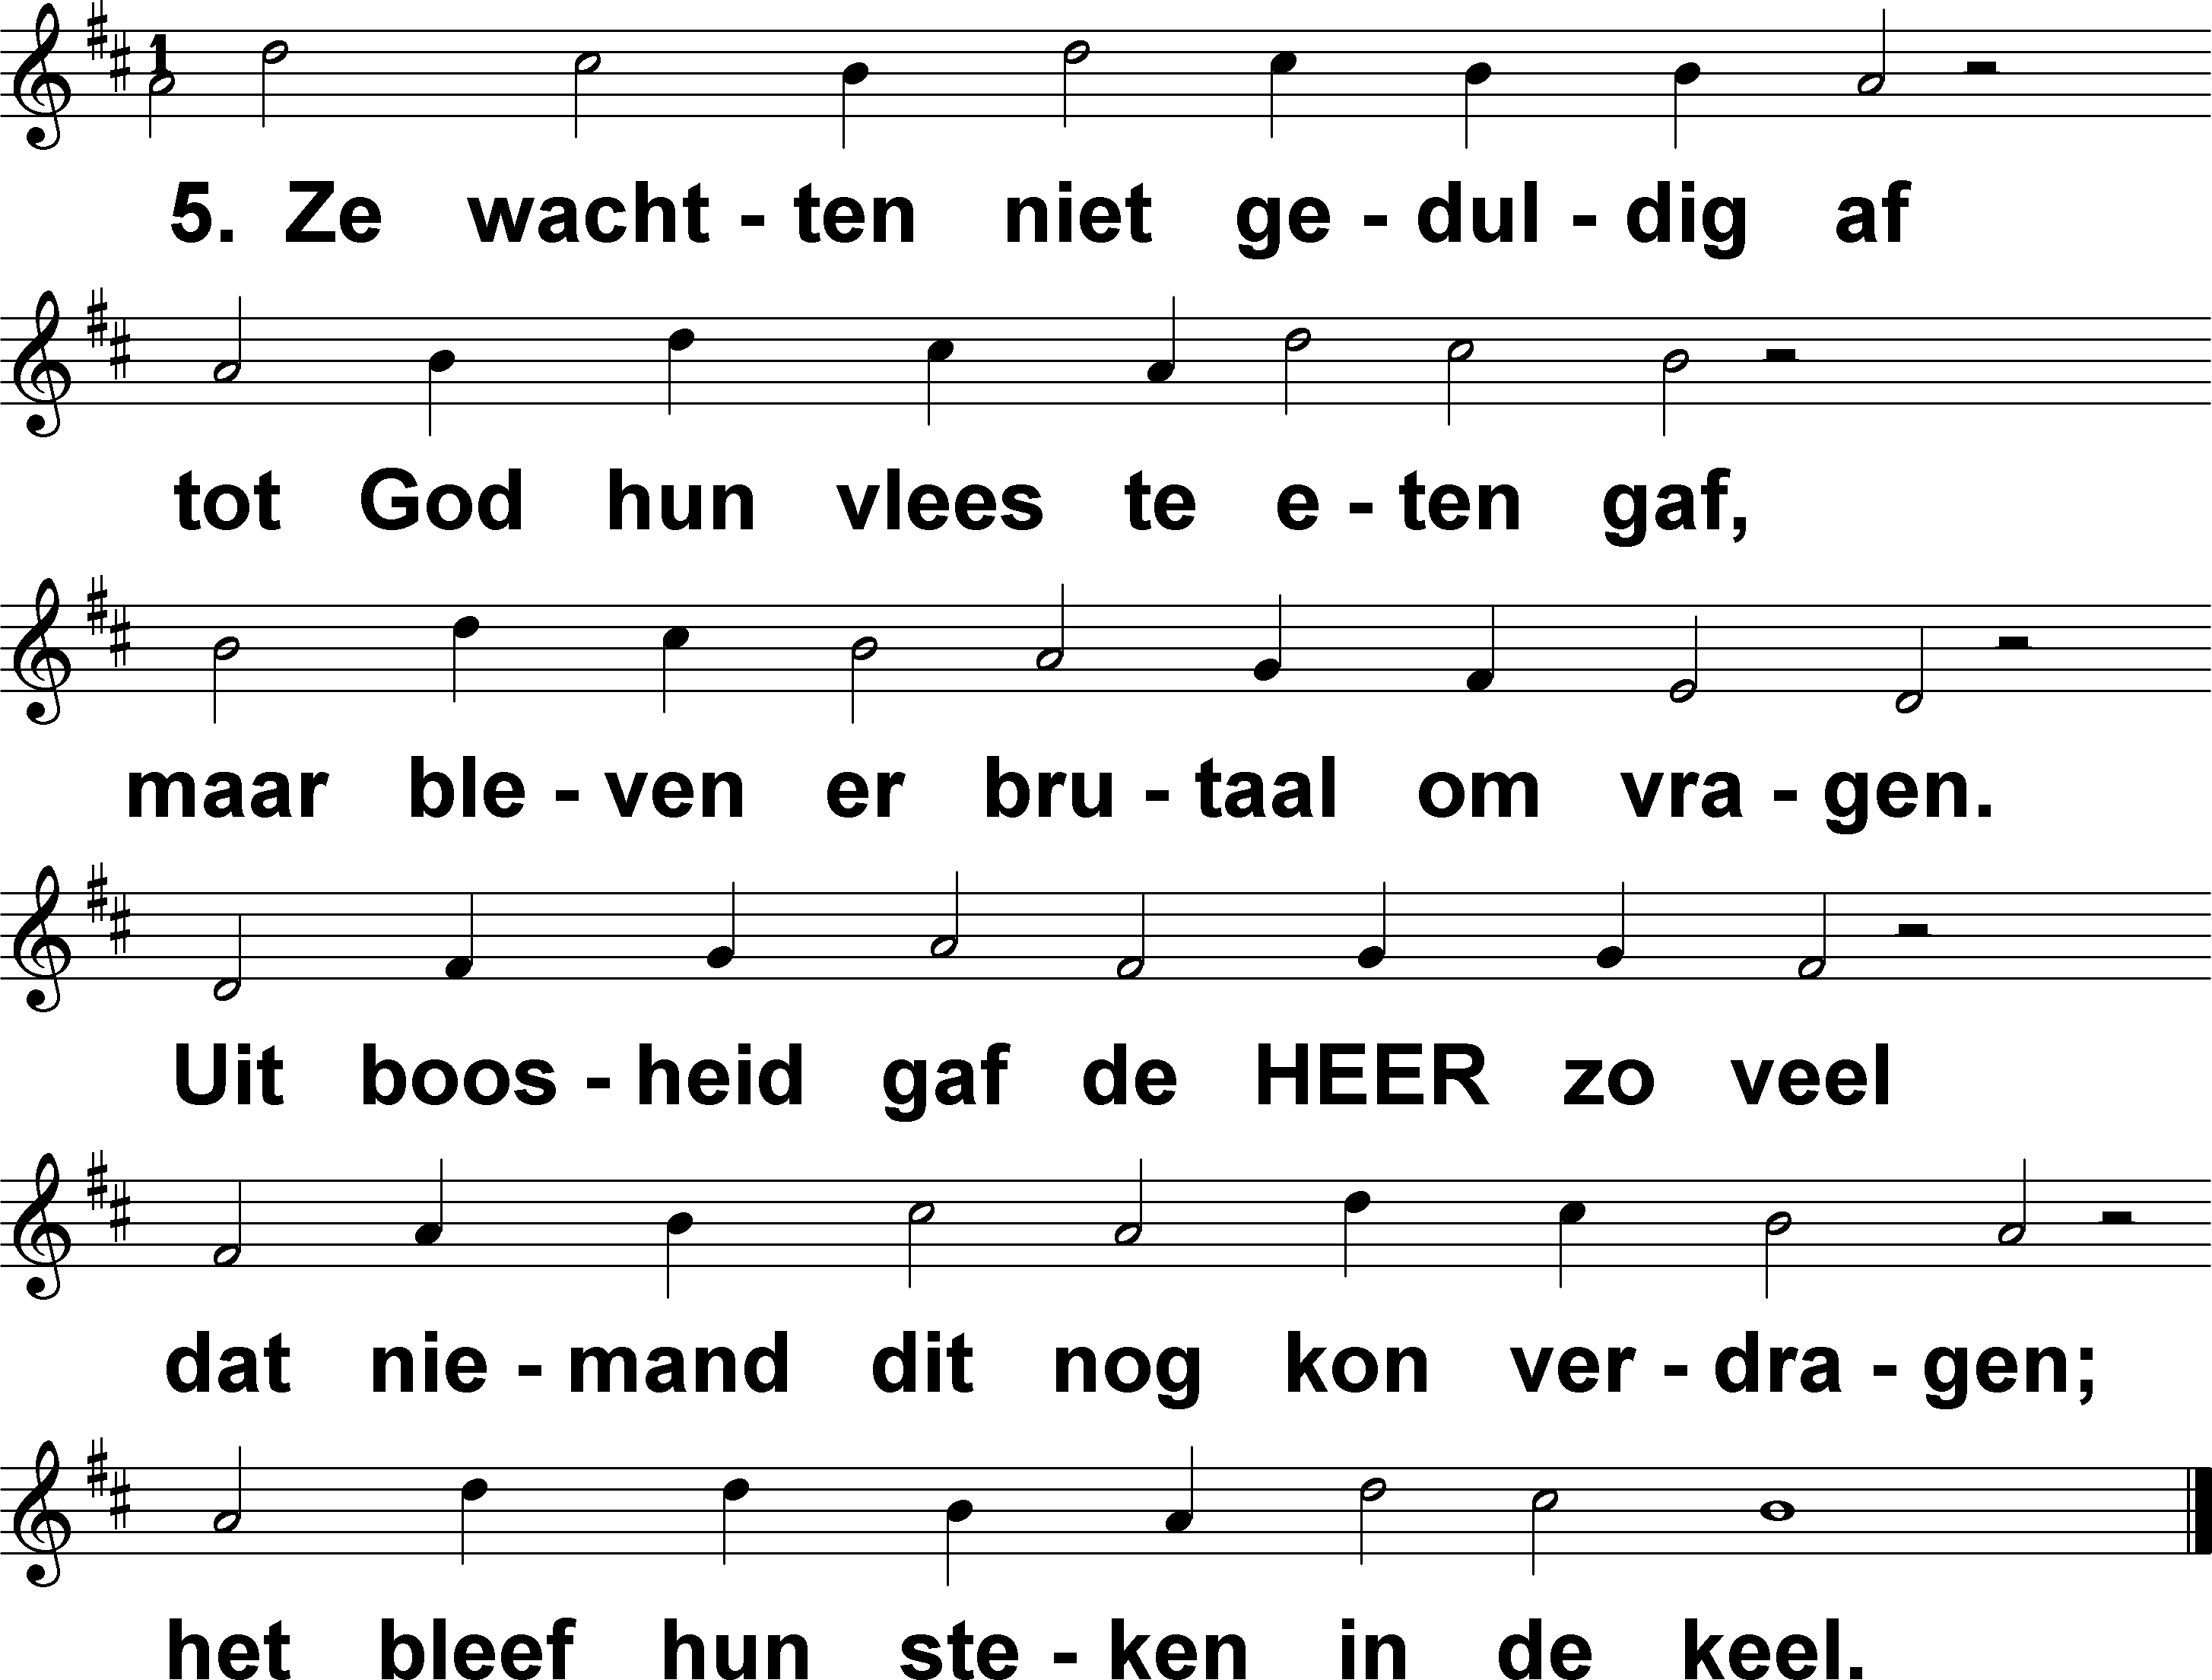 5. Ze wacht - ten niet ge - dul - dig af
tot God hun vlees te e - ten gaf,
maar ble - ven er bru - taal om vra - gen.
Uit boos - heid gaf de HEER zo veel
dat nie - mand dit nog kon ver - dra - gen;
het bleef hun ste - ken in de keel.